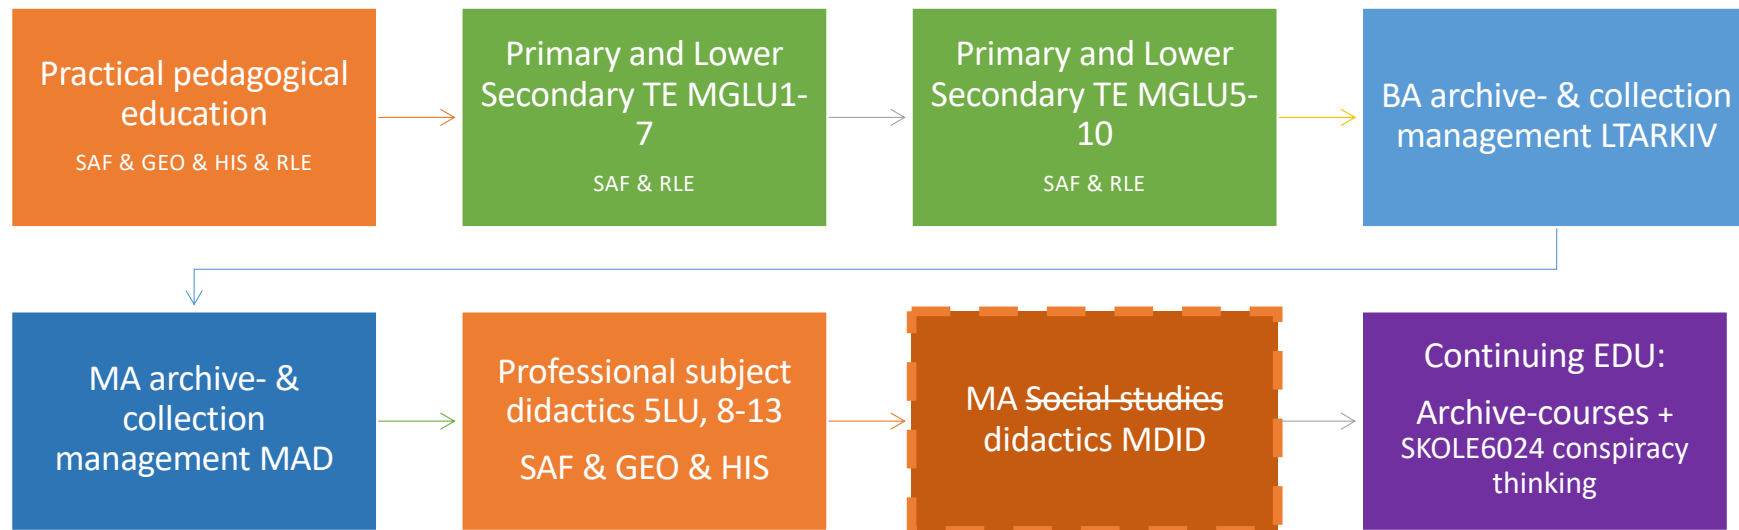 Practical pedagogical
education
SAF & GEO & HIS & RLE
Primary and Lower
Secondary TE MGLU1-
7
SAF & RLE
Primary and Lower
Secondary TE MGLU5-
10
SAF & RLE
BA archive- & collection
management LTARKIV
MA archive- &
collection
management MAD
Professional subject
didactics 5LU, 8-13
SAF & GEO & HIS
MA Social studies
didactics MDID
Continuing EDU:
Archive-courses +
SKOLE6024 conspiracy
thinking